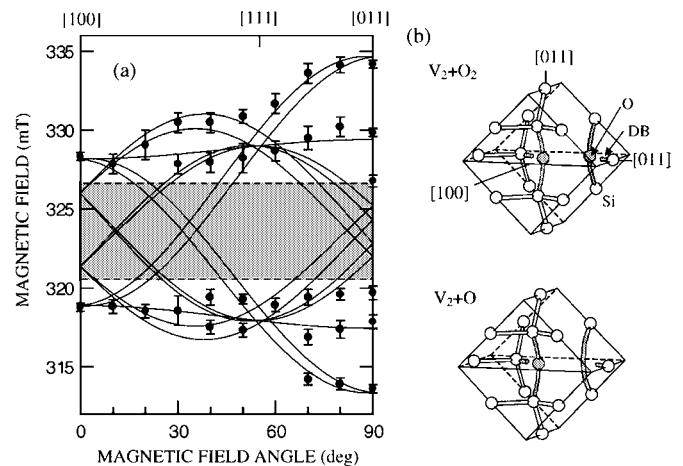 [100] [111] [011]
(a)
335
330
325
320
315
MAGNETIC FIELD (mT)
0 30 60 90
MAGNETIC FIELD ANGLE (deg)
(b)
V2+O2
[011]
O
DB
[011]
[100]
Si
V2+O